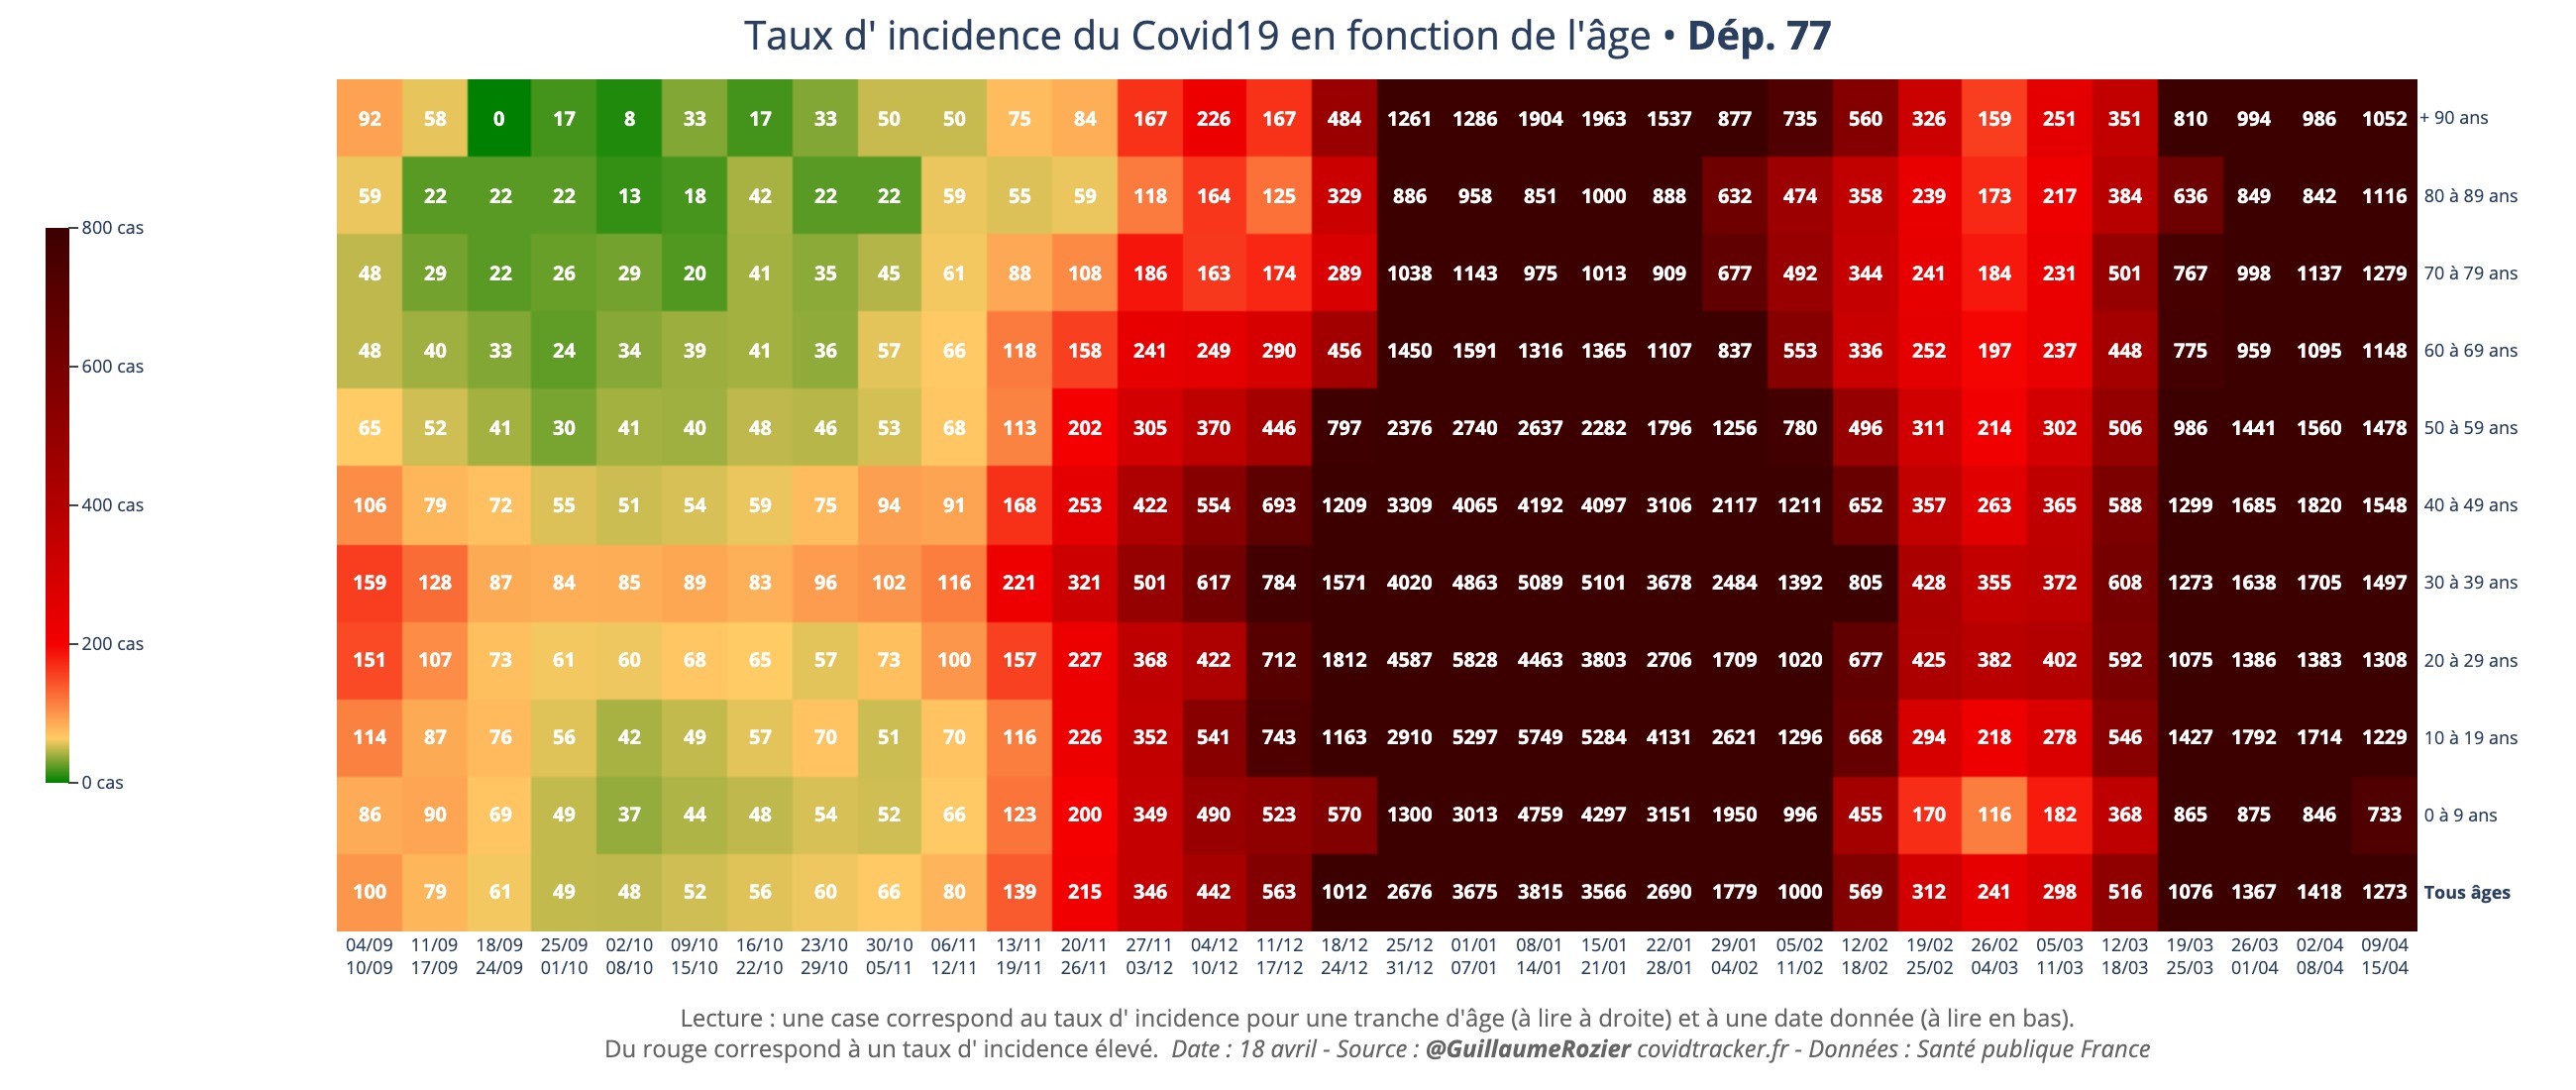 Taux d' incidence du Covid19 en fonction de l'âge • Dép. 77
92 58 0 17 8 33 17 33 50 50 75 84 167 226 167 484 1261 1286 1904 1963 1537 877 735 560 326 159 251 351 810 994 986 1052 + 90 ans
59 22 22 22 13 18 42 22 22 59 55 59 118 164 125 329 886 958 851 1000 888 632 474 358 239 173 217 384 636 849 842 1116 80 à 89 ans
800 cas
48 29 22 26 29 20 41 35 45 61 88 108 186 163 174 289 1038 1143 975 1013 909 677 492 344 241 184 231 501 767 998 1137 1279 70 à 79 ans
48 40 33 24 34 39 41 36 57 66 118 158 241 249 290 456 1450 1591 1316 1365 1107 837 553 336 252 197 237 448 775 959 1095 1148 60 à 69 ans
600 cas
65 52 41 30 41 40 48 46 53 68 113 202 305 370 446 797 2376 2740 2637 2282 1796 1256 780 496 311 214 302 506 986 1441 1560 1478 50 à 59 ans
400 cas
106 79 72 55 51 54 59 75 94 91 168 253 422 554 693 1209 3309 4065 4192 4097 3106 2117 1211 652 357 263 365 588 1299 1685 1820 1548 40 à 49 ans
159 128 87 84 85 89 83 96 102 116 221 321 501 617 784 1571 4020 4863 5089 5101 3678 2484 1392 805 428 355 372 608 1273 1638 1705 1497 30 à 39 ans
200 cas
151 107 73 61 60 68 65 57 73 100 157 227 368 422 712 1812 4587 5828 4463 3803 2706 1709 1020 677 425 382 402 592 1075 1386 1383 1308 20 à 29 ans
114 87 76 56 42 49 57 70 51 70 116 226 352 541 743 1163 2910 5297 5749 5284 4131 2621 1296 668 294 218 278 546 1427 1792 1714 1229 10 à 19 ans
0 cas
86 90 69 49 37 44 48 54 52 66 123 200 349 490 523 570 1300 3013 4759 4297 3151 1950 996 455 170 116 182 368 865 875 846 733 0 à 9 ans
100 79 61 49 48 52 56 60 66 80 139 215 346 442 563 1012 2676 3675 3815 3566 2690 1779 1000 569 312 241 298 516 1076 1367 1418 1273 Tous âges
04/09 11/09 18/09 25/09 02/10 09/10 16/10 23/10 30/10 06/11 13/11 20/11 27/11 04/12 11/12 18/12 25/12 01/01 08/01 15/01 22/01 29/01 05/02 12/02 19/02 26/02 05/03 12/03 19/03 26/03 02/04 09/04
10/09 17/09 24/09 01/10 08/10 15/10 22/10 29/10 05/11 12/11 19/11 26/11 03/12 10/12 17/12 24/12 31/12 07/01 14/01 21/01 28/01 04/02 11/02 18/02 25/02 04/03 11/03 18/03 25/03 01/04 08/04 15/04
Lecture : une case correspond au taux d' incidence pour une tranche d'âge (à lire à droite) et à une date donnée (à lire en bas).
Du rouge correspond à un taux d' incidence élevé. Date : 18 avril - Source : @GuillaumeRozier covidtracker.fr - Données : Santé publique France